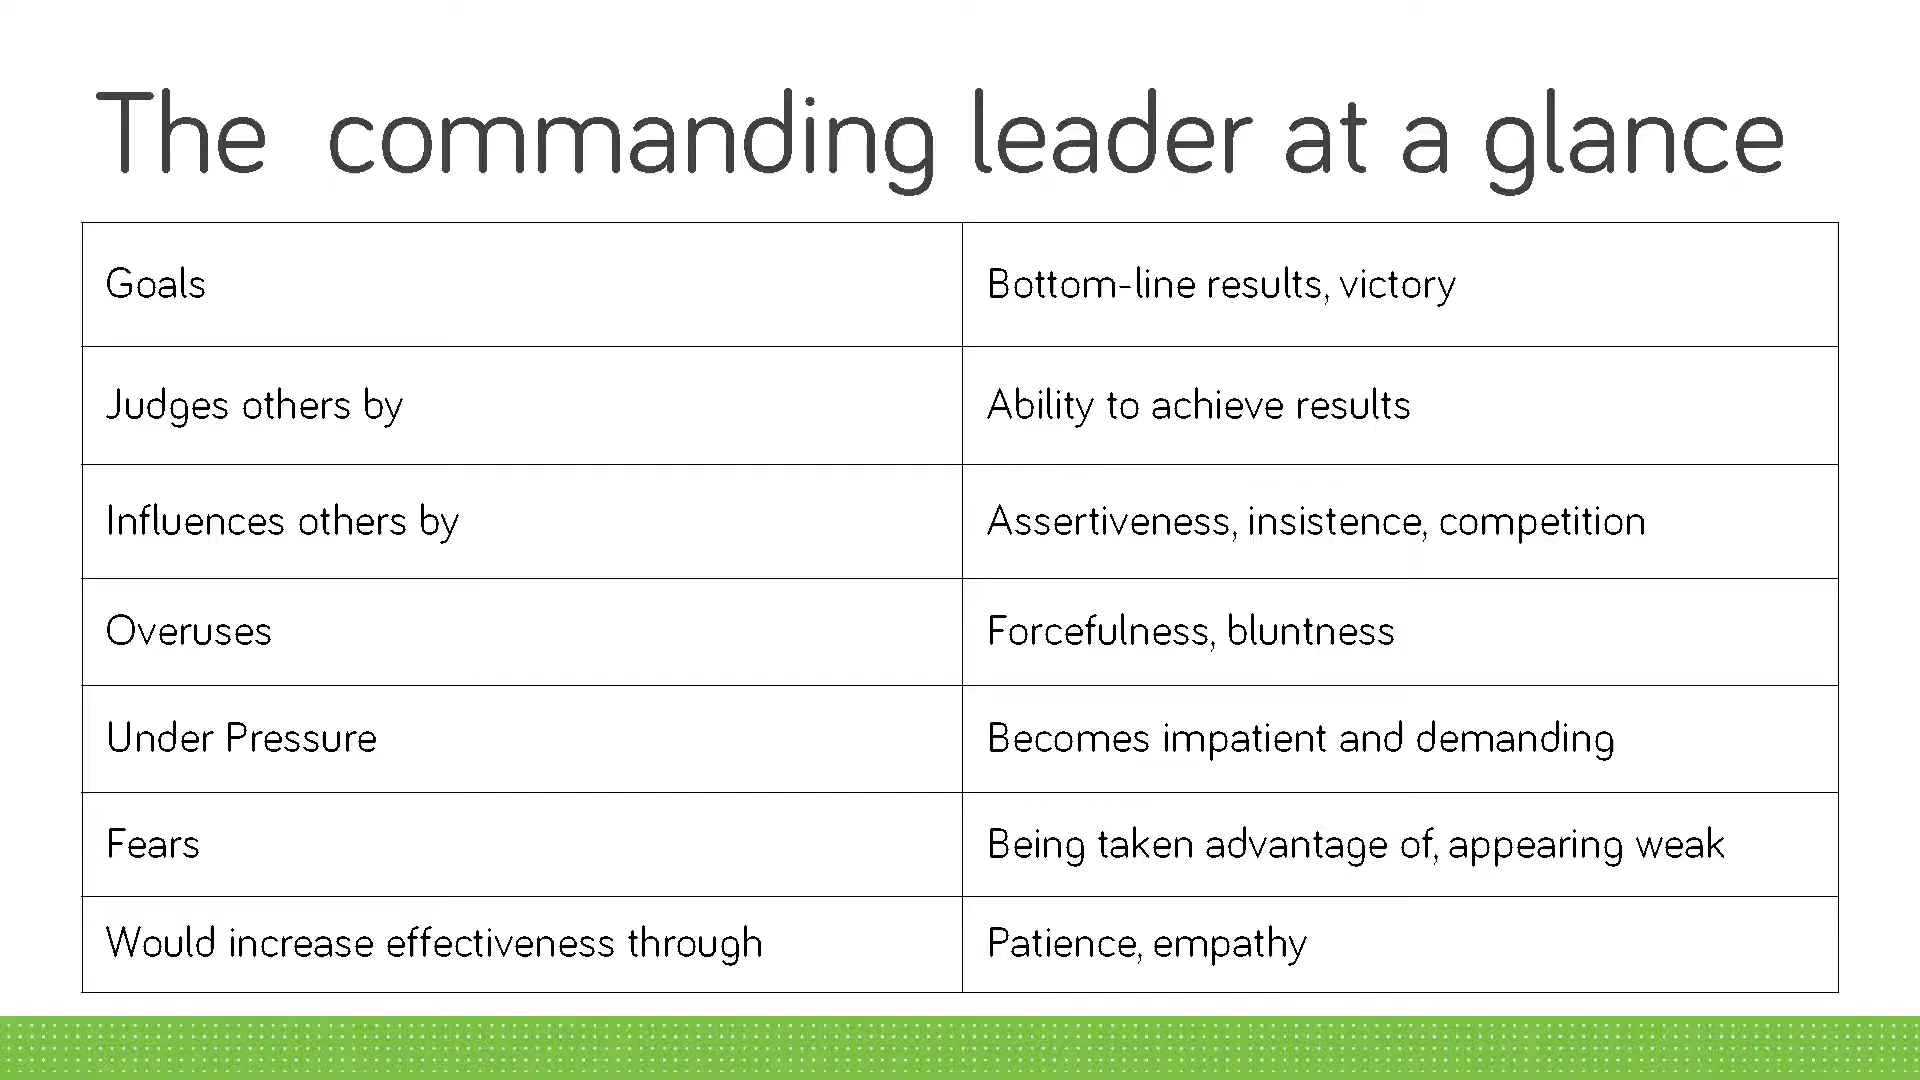 The  commanding leader at a glance
Goals
Bottom-line results, victory
Judges others by
Ability to achieve results
Influences others by
Assertiveness, insistence, competition
Overuses
Forcefulness, bluntness
Under Pressure
Becomes impatient and demanding
Fears
Being taken advantage of, appearing weak
Would increase effectiveness through
Patience, empathy